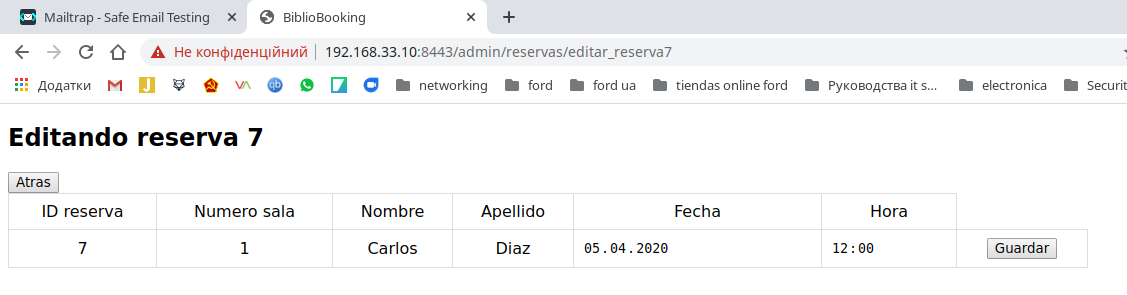 Mailtrap - Safe Email Testing
BiblioBooking
Не конфіденційний 192.168.33.10:8443/admin/reservas/editar_reserva7
Додатки networking ford ford ua tiendas online ford Руководства it s... electronica Securit
Editando reserva 7
Atras
ID reserva Numero sala Nombre Apellido Fecha Hora
7 1 Carlos Diaz 05.04.2020 12:00 Guardar